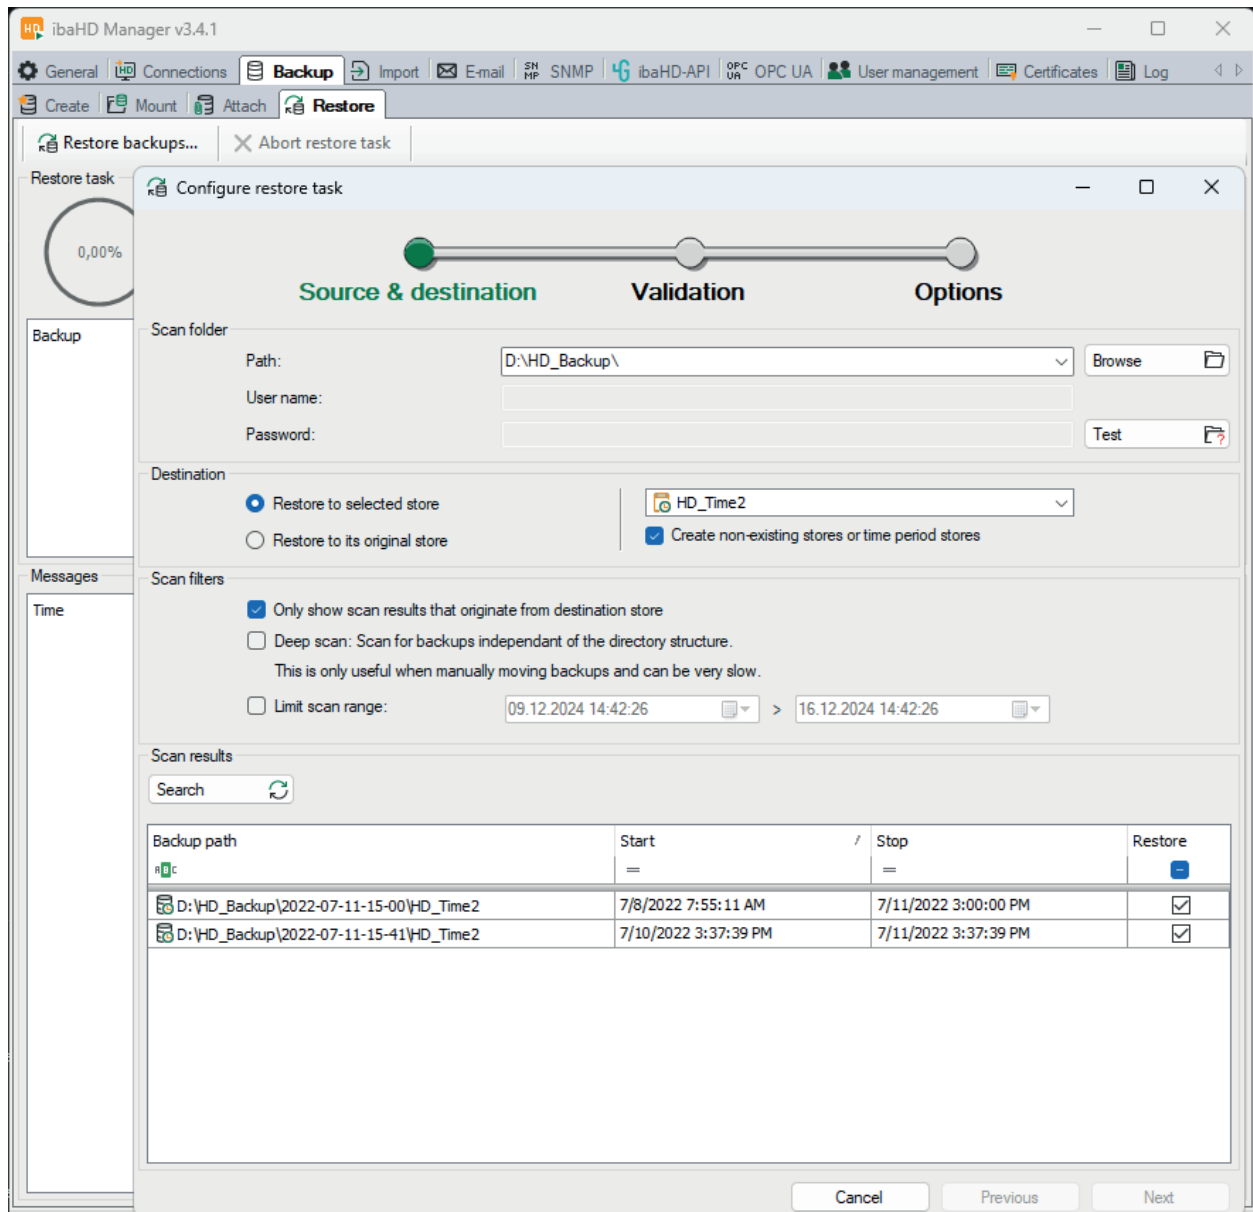 HD ibaHD Manager v3.4.1
General HD Connections Backup Import E-mail SNMP SNMP ibaHD-API OPC UA OPC UA User management Certificates Log
Create Mount Attach Restore
Restore backups... Abort restore task
Restore task
Configure restore task
0,00%
Source & destination Validation Options
Backup
Scan folder
Path: D:\HD_Backup\ Browse
User name:
Password: Test
Destination
Restore to selected store HD_Time2
Restore to its original store Create non-existing stores or time period stores
Messages
Scan filters
Time
Only show scan results that originate from destination store
Deep scan: Scan for backups independant of the directory structure.
This is only useful when manually moving backups and can be very slow.
Limit scan range: 09.12.2024 14:42:26 > 16.12.2024 14:42:26
Scan results
Search
Backup path Start / Stop Restore
ABC = =
D:\HD_Backup\2022-07-11-15-00\HD_Time2 7/8/2022 7:55:11 AM 7/11/2022 3:00:00 PM
D:\HD_Backup\2022-07-11-15-41\HD_Time2 7/10/2022 3:37:39 PM 7/11/2022 3:37:39 PM
Cancel Previous Next